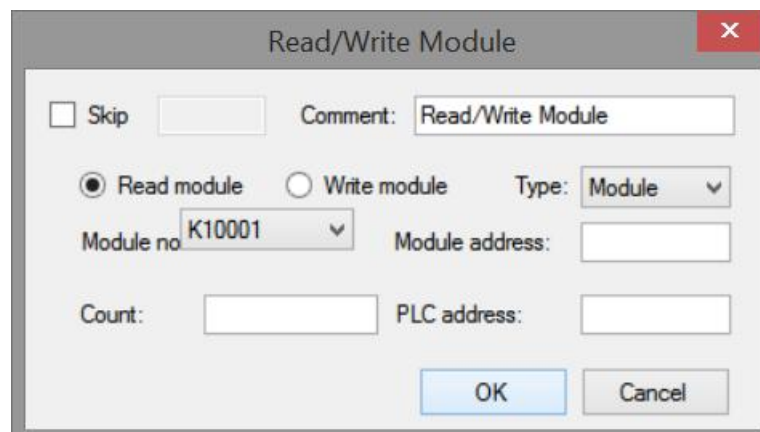 Read/Write Module
Skip Comment: Read/Write Module
Read module Write module Type: Module
Module no K10001 Module address:
Count: PLC address:
OK Cancel